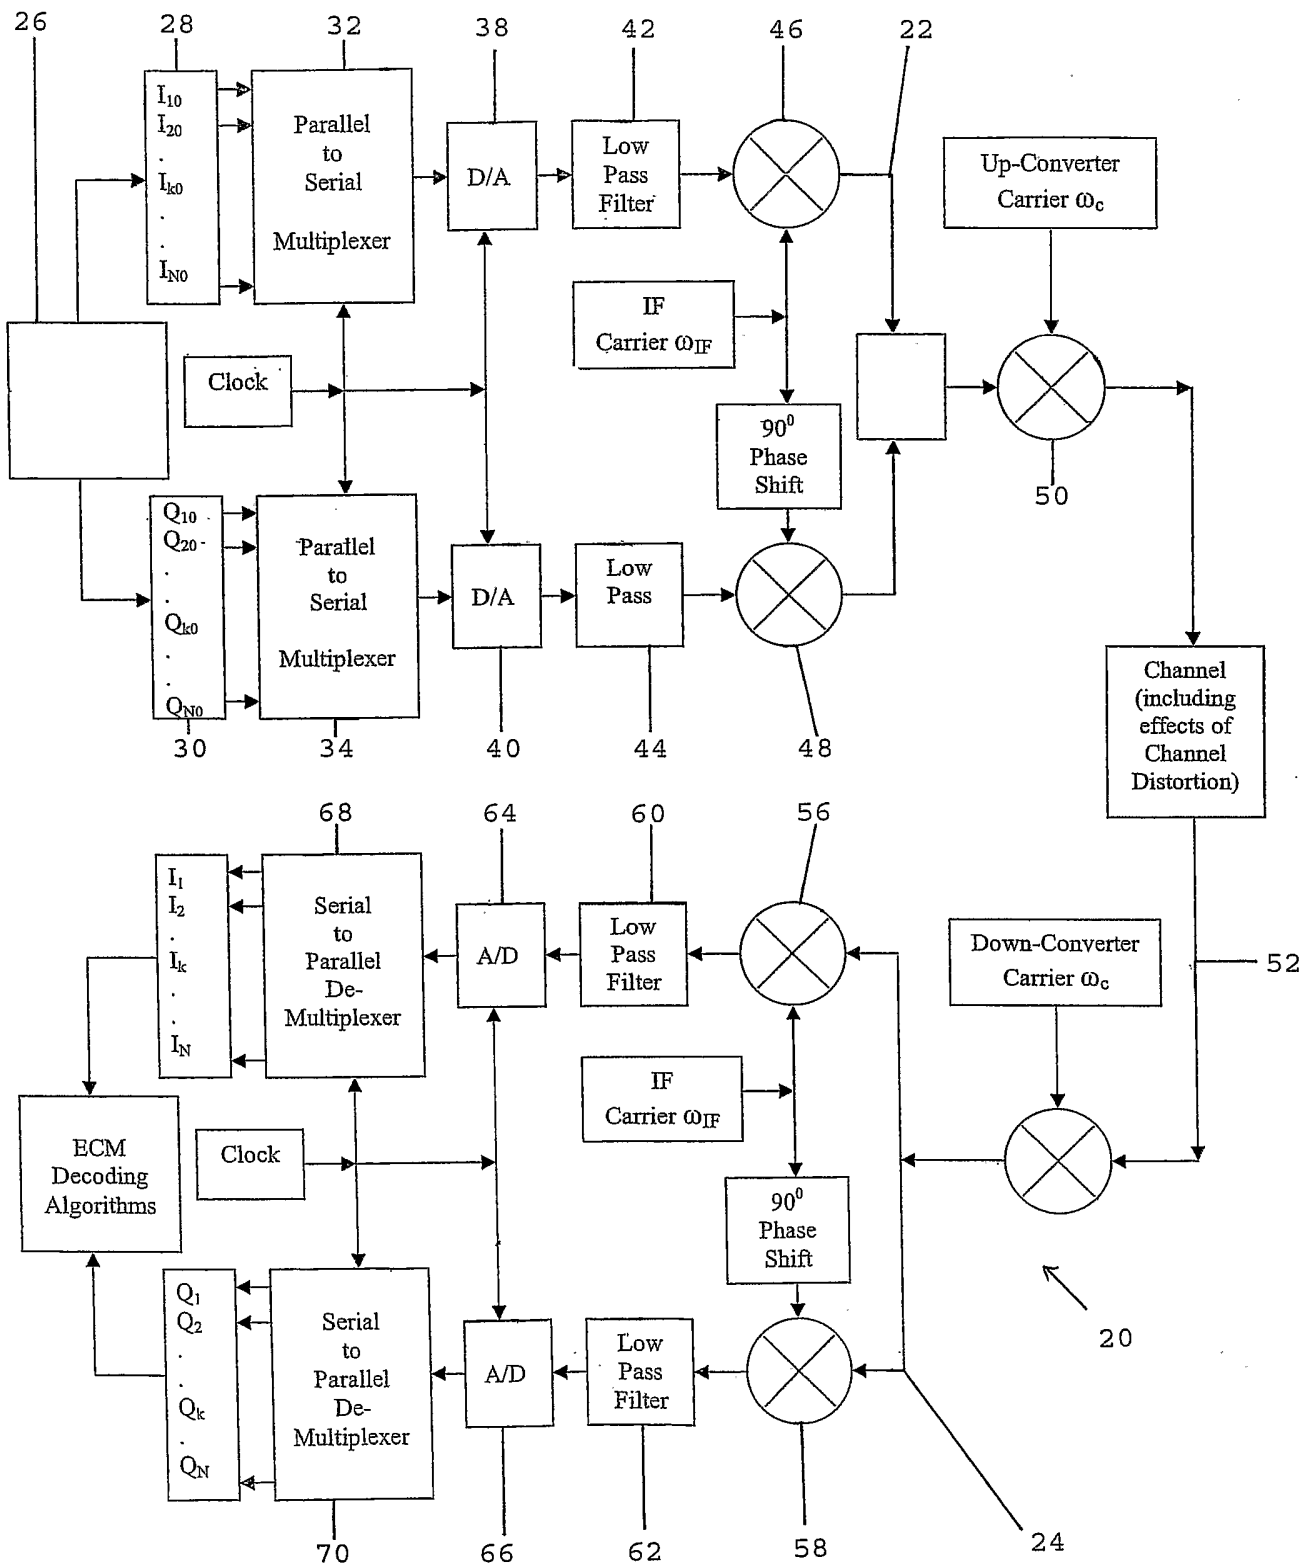 26
28
32
38
42
46
22
I10
I20
.
Ik0
.
.
IN0
Parallel
to
Serial
Multiplexer
D/A
Low
Pass
Filter
Up-Converter
Carrier ωc
IF
Carrier ωIF
Clock
90⁰
Phase
Shift
50
Q10
Q20
.
.
Qk0
.
.
QN0
Parallel
to
Serial
Multiplexer
D/A
Low
Pass
30
34
40
44
48
Channel
(including
effects of
Channel
Distortion)
68
64
60
56
I1
I2
.
Ik
.
.
IN
Serial
to
Parallel
De-
Multiplexer
A/D
Low
Pass
Filter
Down-Converter
Carrier ωc
52
IF
Carrier ωIF
ECM
Decoding
Algorithms
Clock
90⁰
Phase
Shift
20
Q1
Q2
.
.
Qk
.
QN
Serial
to
Parallel
De-
Multiplexer
A/D
Low
Pass
Filter
70
66
62
58
24